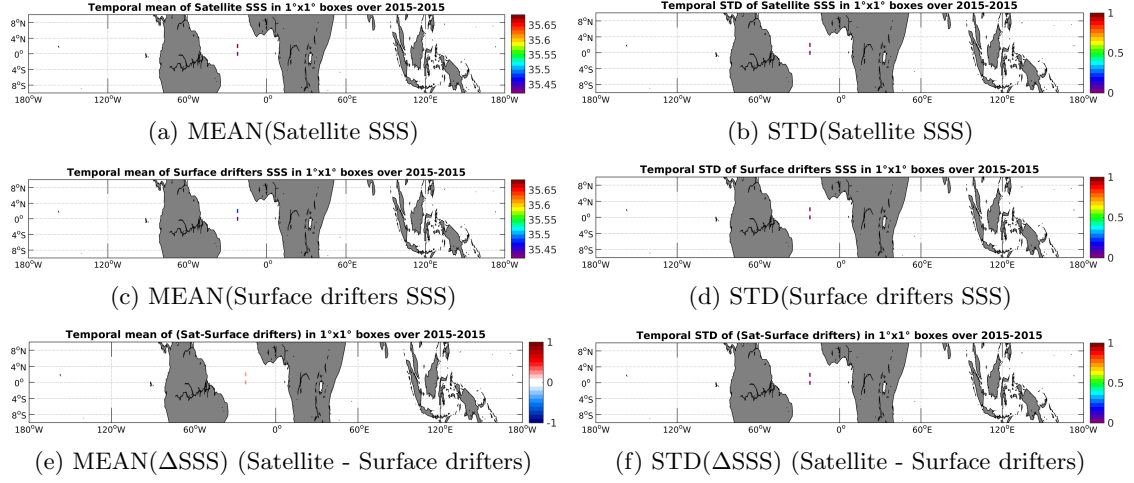 Temporal mean of Satellite SSS in 1°x1° boxes over 2015-2015
8°N
4°N
0°
4°S
8°S
180°W 120°W 60°W 0° 60°E 120°E 180°W
35.65
35.6
35.55
35.5
35.45
(a) MEAN(Satellite SSS)
Temporal STD of Satellite SSS in 1°x1° boxes over 2015-2015
8°N
4°N
0°
4°S
8°S
180°W 120°W 60°W 0° 60°E 120°E 180°W
1
0.5
0
(b) STD(Satellite SSS)
Temporal mean of Surface drifters SSS in 1°x1° boxes over 2015-2015
8°N
4°N
0°
4°S
8°S
180°W 120°W 60°W 0° 60°E 120°E 180°W
35.65
35.6
35.55
35.5
35.45
(c) MEAN(Surface drifters SSS)
Temporal STD of Surface drifters SSS in 1°x1° boxes over 2015-2015
8°N
4°N
0°
4°S
8°S
180°W 120°W 60°W 0° 60°E 120°E 180°W
1
0.5
0
(d) STD(Surface drifters SSS)
Temporal mean of (Sat-Surface drifters) in 1°x1° boxes over 2015-2015
8°N
4°N
0°
4°S
8°S
180°W 120°W 60°W 0° 60°E 120°E 180°W
1
0.5
0
-0.5
-1
(e) MEAN(ΔSSS) (Satellite - Surface drifters)
Temporal STD of (Sat-Surface drifters) in 1°x1° boxes over 2015-2015
8°N
4°N
0°
4°S
8°S
180°W 120°W 60°W 0° 60°E 120°E 180°W
1
0.5
0
(f) STD(ΔSSS) (Satellite - Surface drifters)